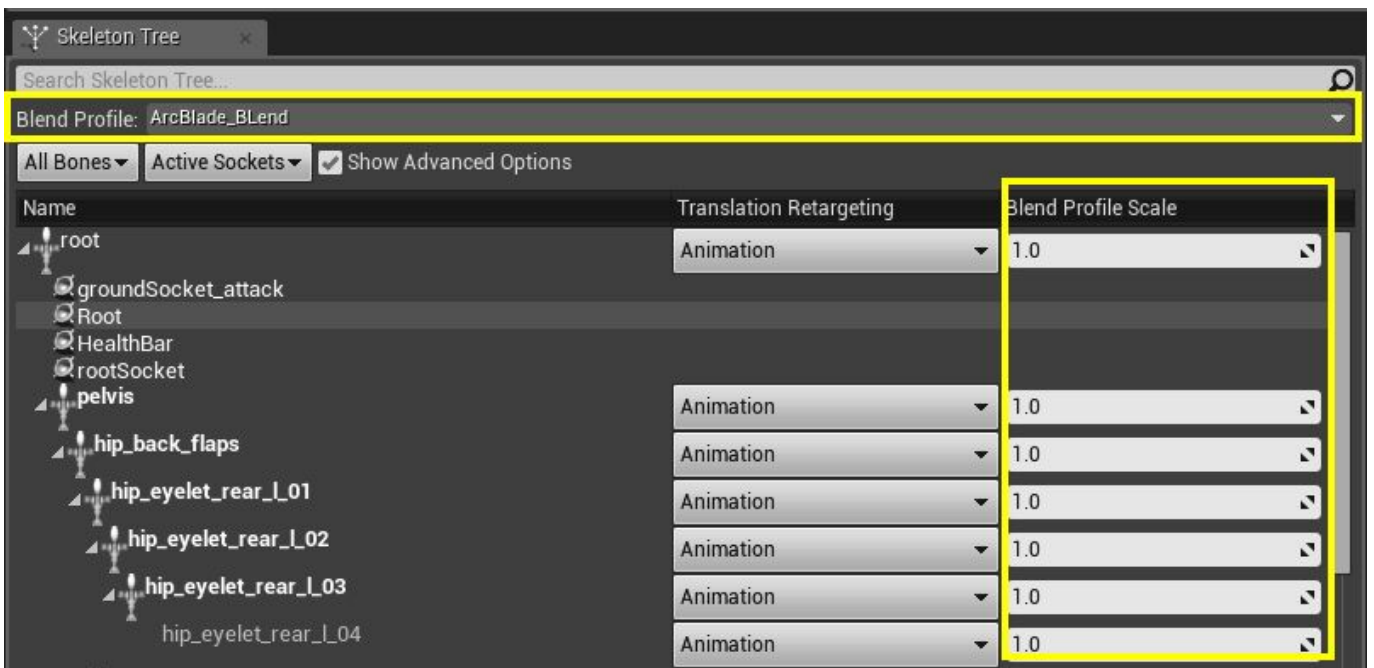 Skeleton Tree
Search Skeleton Tree...
Blend Profile: ArcBlade_BLend
All Bones Active Sockets Show Advanced Options
Name Translation Retargeting Blend Profile Scale
root Animation 1.0
groundSocket_attack
Root
HealthBar
rootSocket
pelvis Animation 1.0
hip_back_flaps Animation 1.0
hip_eyelet_rear_l_01 Animation 1.0
hip_eyelet_rear_l_02 Animation 1.0
hip_eyelet_rear_l_03 Animation 1.0
hip_eyelet_rear_l_04 Animation 1.0